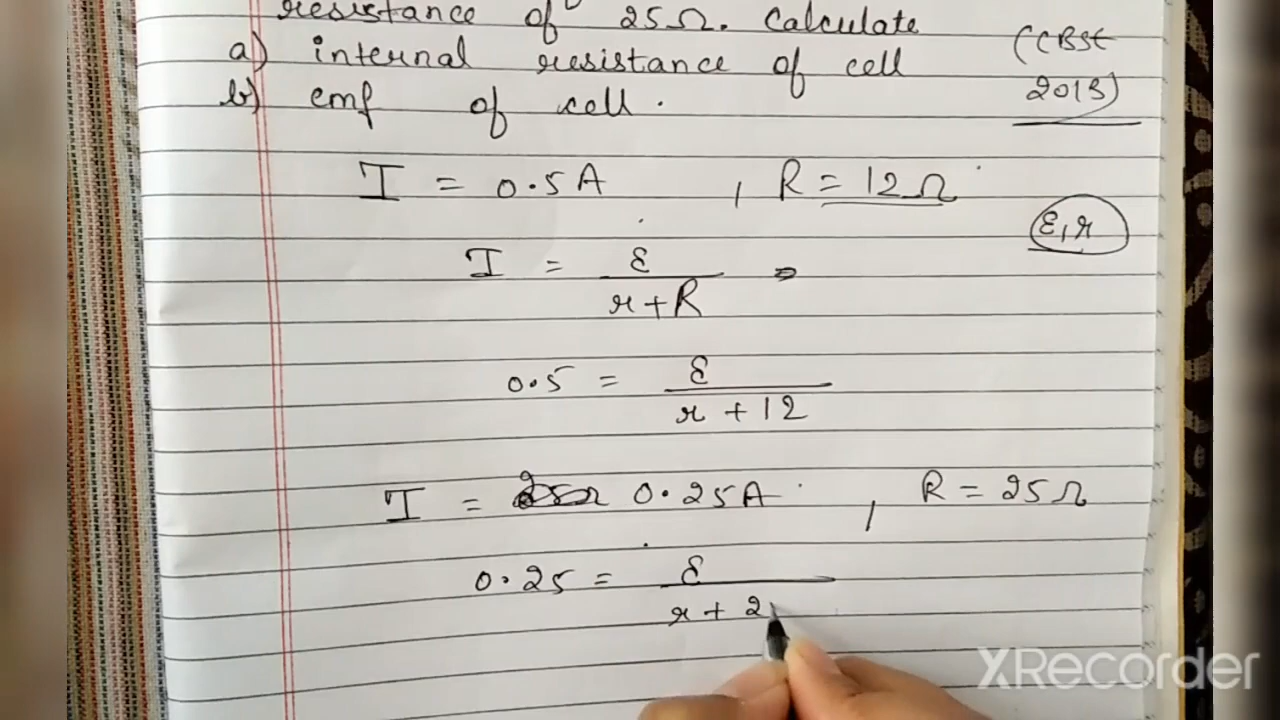 resistance of 25Ω. Calculate
a) internal resistance of cell
b) emf of cell.
(CBSE
2013)
I = 0.5A , R = 12Ω
ε, r
I = ε / r+R
0.5 = ε / r + 12
I = 0.25A , R = 25Ω
0.25 = ε / r + 2
XRecorder